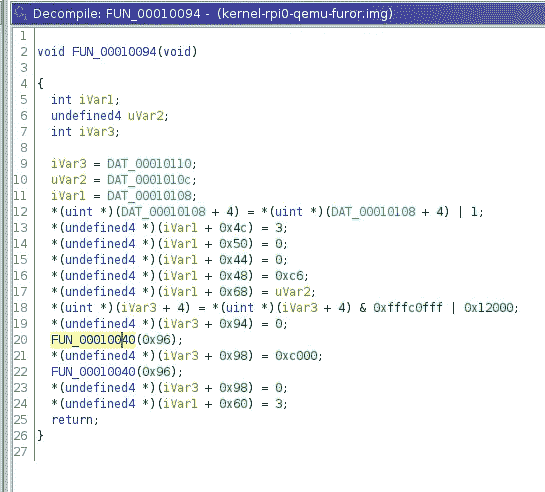 Decompile: FUN_00010094 - (kernel-rpi0-qemu-furor.img)
1
2 void FUN_00010094(void)
3
4 {
5 int iVar1;
6 undefined4 uVar2;
7 int iVar3;
8
9 iVar3 = DAT_00010110;
10 uVar2 = DAT_0001010c;
11 iVar1 = DAT_00010108;
12 *(uint *)(DAT_00010108 + 4) = *(uint *)(DAT_00010108 + 4) | 1;
13 *(undefined4 *)(iVar1 + 0x4c) = 3;
14 *(undefined4 *)(iVar1 + 0x50) = 0;
15 *(undefined4 *)(iVar1 + 0x44) = 0;
16 *(undefined4 *)(iVar1 + 0x48) = 0xc6;
17 *(undefined4 *)(iVar1 + 0x68) = uVar2;
18 *(uint *)(iVar3 + 4) = *(uint *)(iVar3 + 4) & 0xfffc0fff | 0x12000;
19 *(undefined4 *)(iVar3 + 0x94) = 0;
20 FUN_00010040(0x96);
21 *(undefined4 *)(iVar3 + 0x98) = 0xc000;
22 FUN_00010040(0x96);
23 *(undefined4 *)(iVar3 + 0x98) = 0;
24 *(undefined4 *)(iVar1 + 0x60) = 3;
25 return;
26 }
27